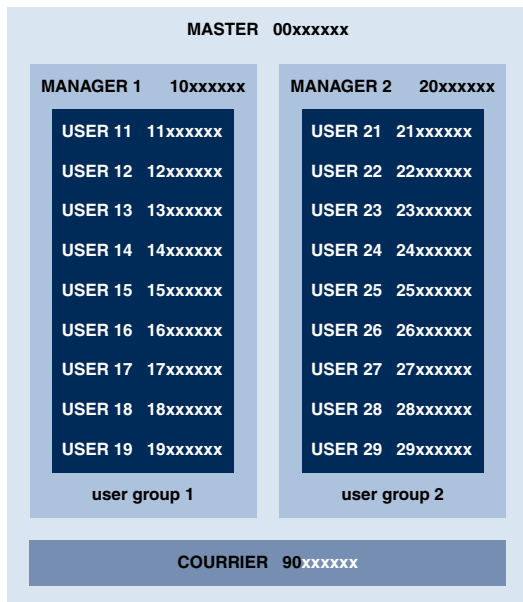 MASTER 00xxxxxx
MANAGER 1 10xxxxxx
USER 11 11xxxxxx
USER 12 12xxxxxx
USER 13 13xxxxxx
USER 14 14xxxxxx
USER 15 15xxxxxx
USER 16 16xxxxxx
USER 17 17xxxxxx
USER 18 18xxxxxx
USER 19 19xxxxxx
user group 1
MANAGER 2 20xxxxxx
USER 21 21xxxxxx
USER 22 22xxxxxx
USER 23 23xxxxxx
USER 24 24xxxxxx
USER 25 25xxxxxx
USER 26 26xxxxxx
USER 27 27xxxxxx
USER 28 28xxxxxx
USER 29 29xxxxxx
user group 2
COURRIER 90xxxxxx